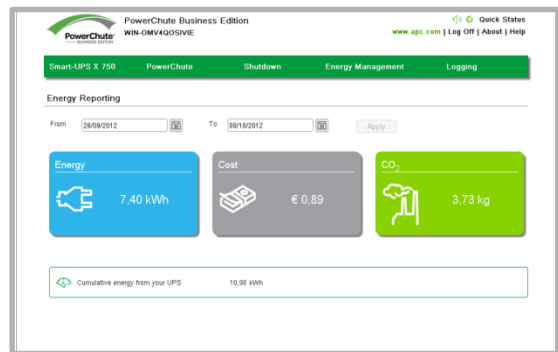 PowerChute Business Edition
Quick Status
PowerChute
BUSINESS EDITION
WIN-OMV4QOSIVIE
www.apc.com | Log Off | About | Help
Smart-UPS X 750 PowerChute Shutdown Energy Management Logging
Energy Reporting
From 28/09/2012 To 08/10/2012 Apply
Energy Cost CO₂
7,40 kWh € 0,89 3,73 kg
Cumulative energy from your UPS 10,98 kWh